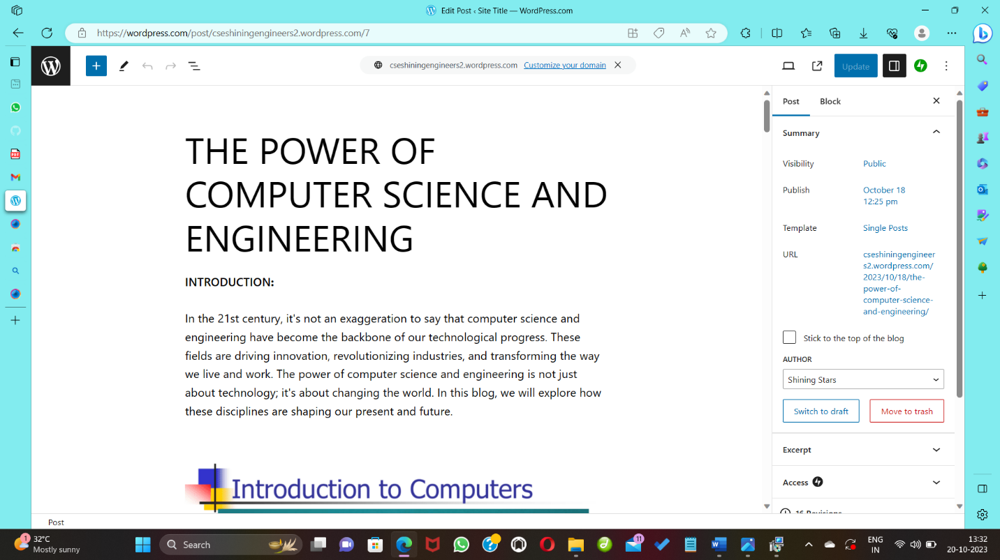 Edit Post ‹ Site Title — WordPress.com
https://wordpress.com/post/cseshiningengineers2.wordpress.com/7
cseshiningengineers2.wordpress.com Customize your domain
Update
Post Block
THE POWER OF
COMPUTER SCIENCE AND
ENGINEERING
INTRODUCTION:
In the 21st century, it's not an exaggeration to say that computer science and
engineering have become the backbone of our technological progress. These
fields are driving innovation, revolutionizing industries, and transforming the way
we live and work. The power of computer science and engineering is not just
about technology; it's about changing the world. In this blog, we will explore how
these disciplines are shaping our present and future.
Introduction to Computers
Summary
Visibility Public
Publish October 18
12:25 pm
Template Single Posts
URL cseshiningengineer
s2.wordpress.com/
2023/10/18/the-
power-of-
computer-science-
and-engineering/
Stick to the top of the blog
AUTHOR
Shining Stars
Switch to draft Move to trash
Excerpt
Access
16 Revisions
Post
1
32°C
Mostly sunny
Search
11
ENG
IN
13:32
20-10-2023